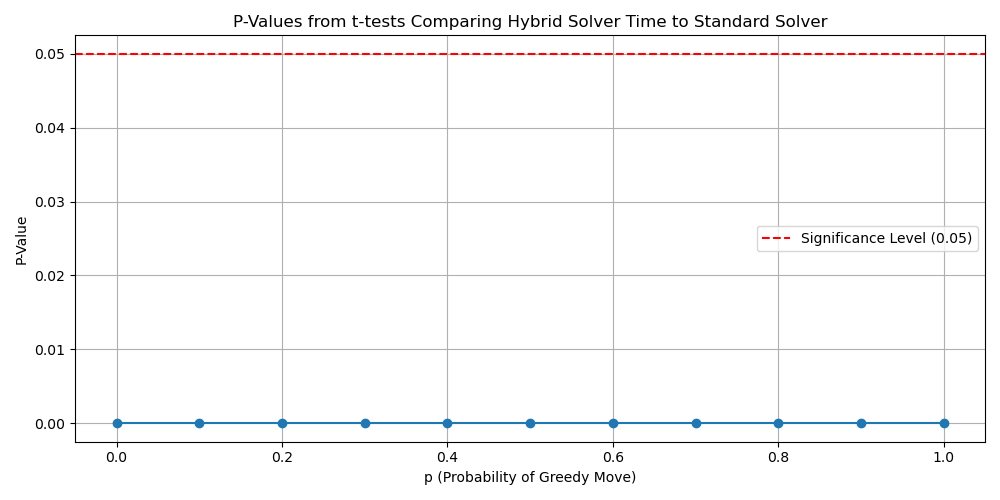 P-Values from t-tests Comparing Hybrid Solver Time to Standard Solver
0.05
0.04
0.03
0.02
0.01
0.00
P-Value
Significance Level (0.05)
0.0 0.2 0.4 0.6 0.8 1.0
p (Probability of Greedy Move)